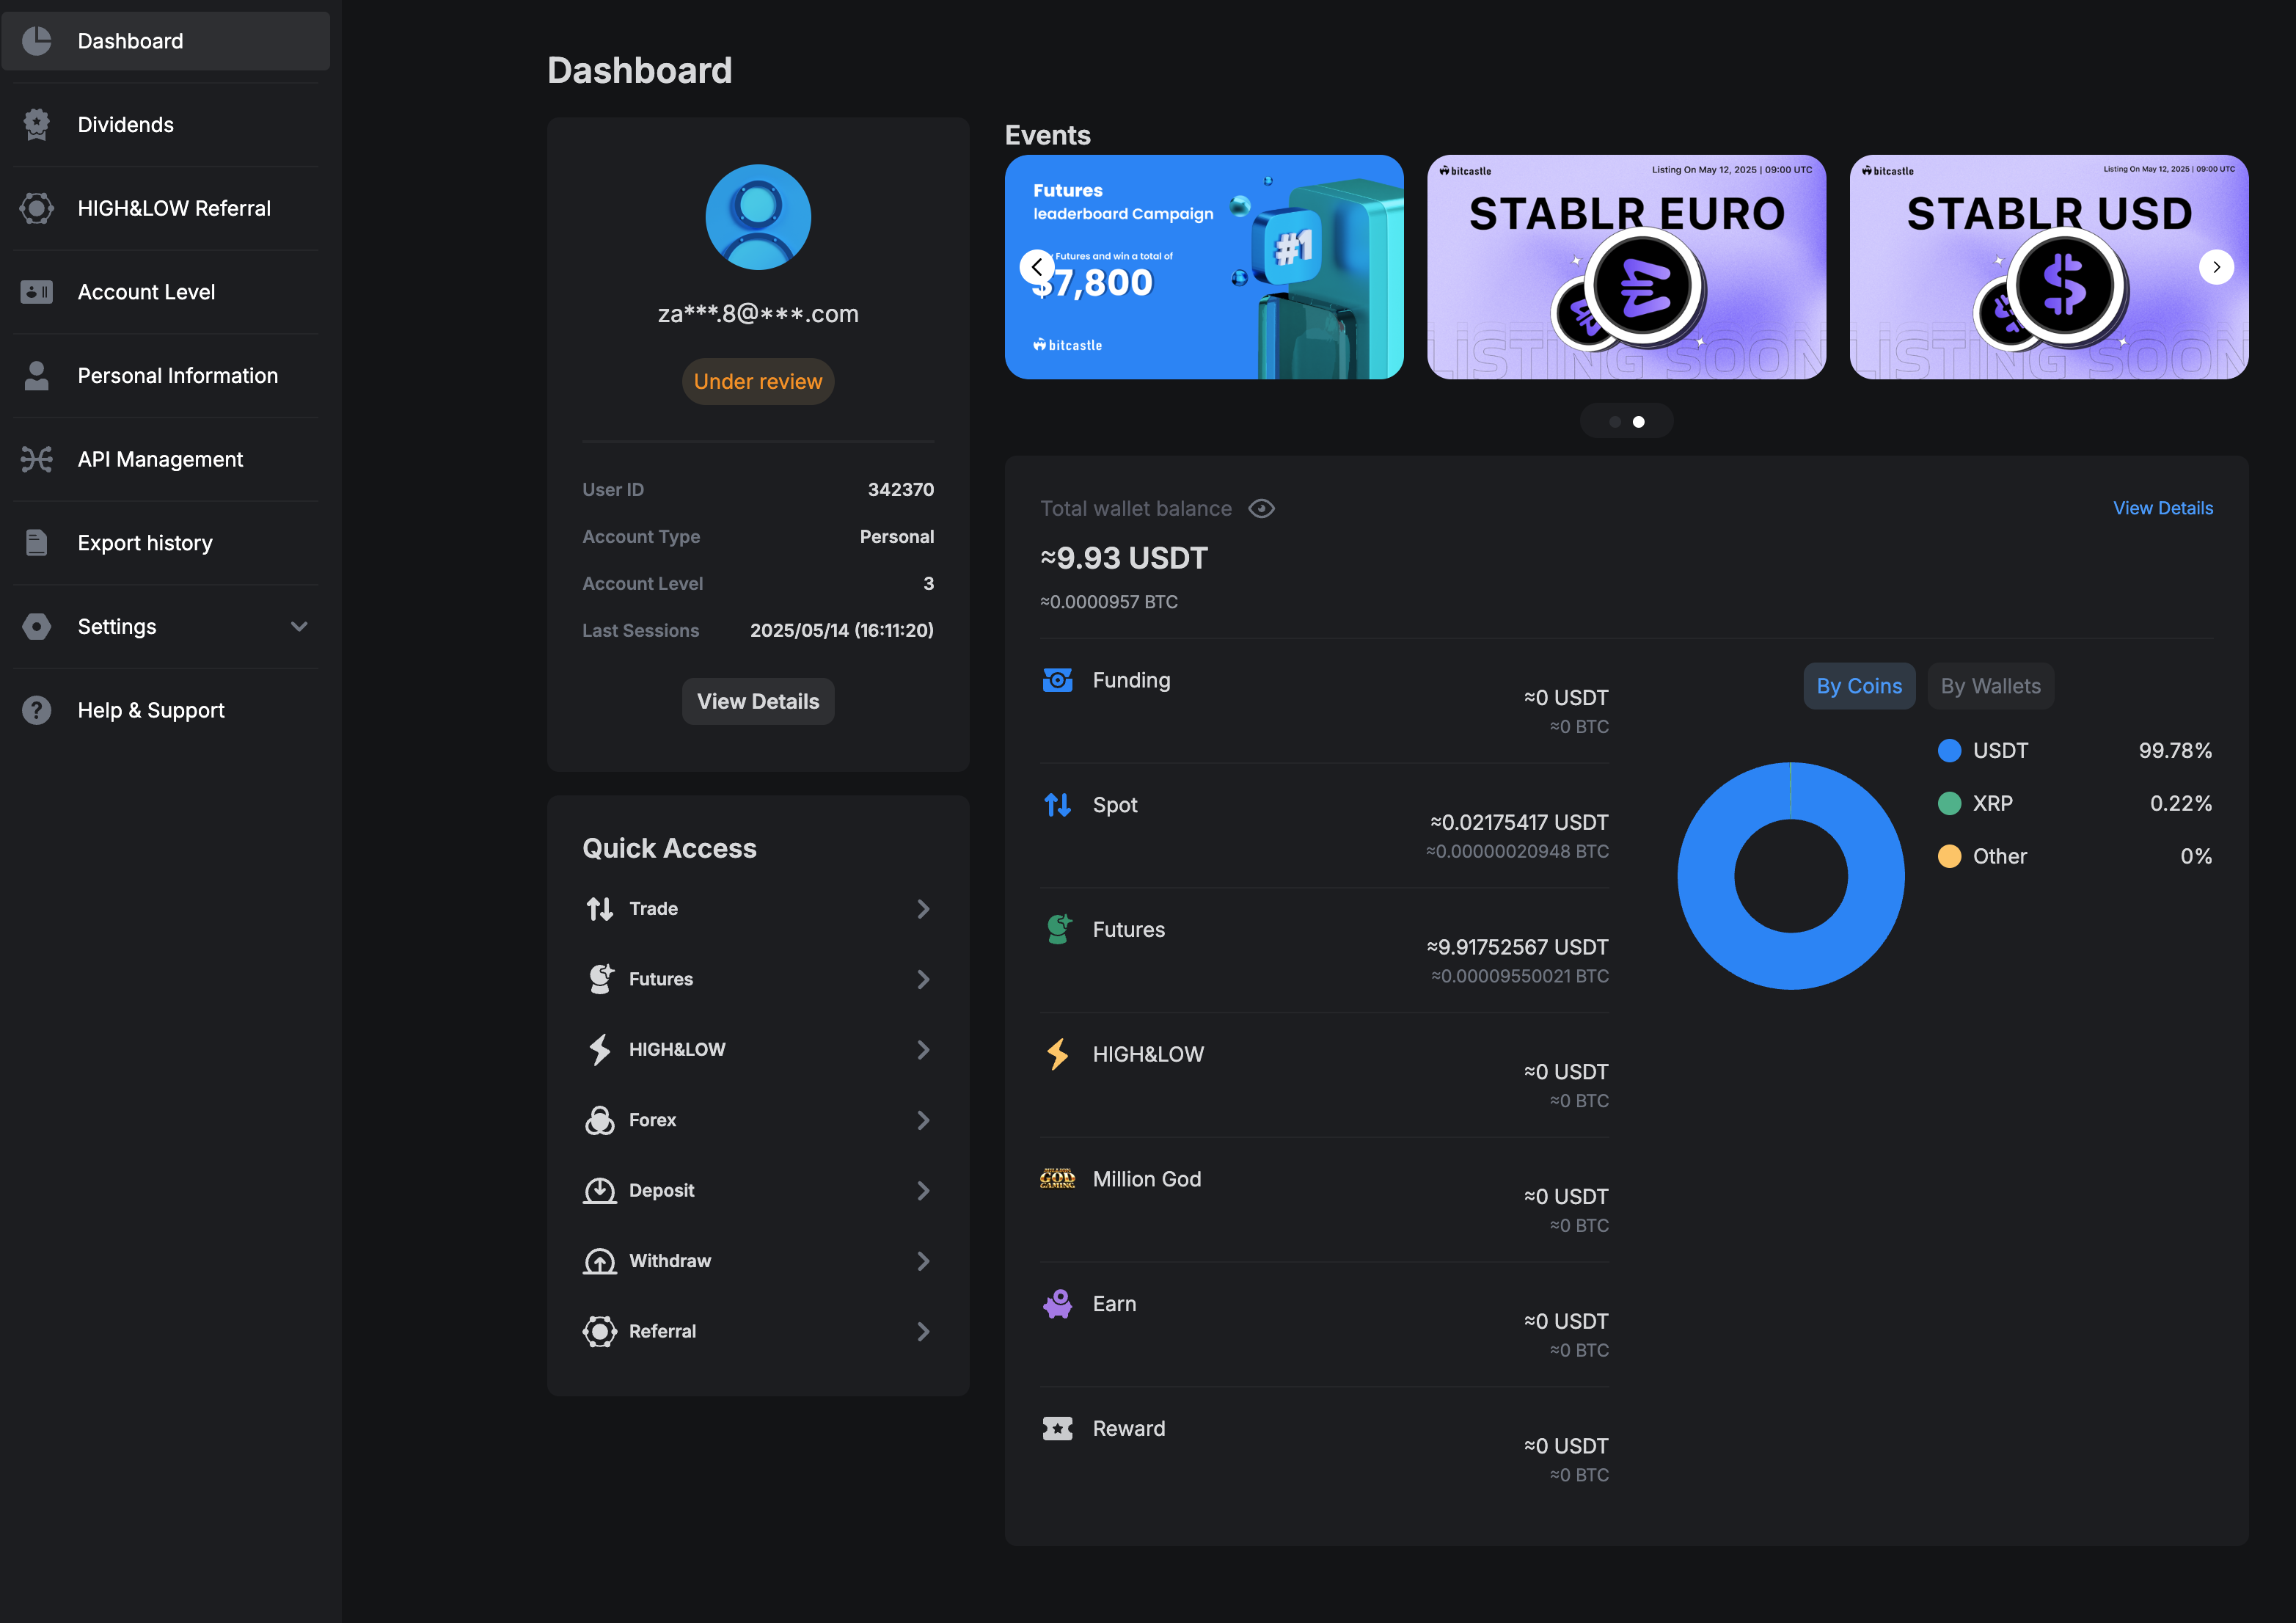 Dashboard
Dividends
HIGH&LOW Referral
Account Level
Personal Information
API Management
Export history
Settings
Help & Support
Dashboard
za***.8@***.com
Under review
User ID 342370
Account Type Personal
Account Level 3
Last Sessions 2025/05/14 (16:11:20)
View Details
Quick Access
Trade
Futures
HIGH&LOW
Forex
Deposit
Withdraw
Referral
Events
Futures
leaderboard Campaign
Futures and win a total of
$7,800
#1
bitcastle
bitcastle Listing On May 12, 2025 | 09:00 UTC
STABLR EURO
LISTING SOON
bitcastle Listing On May 12, 2025 | 09:00 UTC
STABLR USD
LISTING SOON
Total wallet balance View Details
≈9.93 USDT
≈0.0000957 BTC
Funding
≈0 USDT
≈0 BTC
Spot
≈0.02175417 USDT
≈0.00000020948 BTC
Futures
≈9.91752567 USDT
≈0.00009550021 BTC
HIGH&LOW
≈0 USDT
≈0 BTC
MILLION
GOD
GAMING
Million God
≈0 USDT
≈0 BTC
Earn
≈0 USDT
≈0 BTC
Reward
≈0 USDT
≈0 BTC
By Coins By Wallets
USDT 99.78%
XRP 0.22%
Other 0%